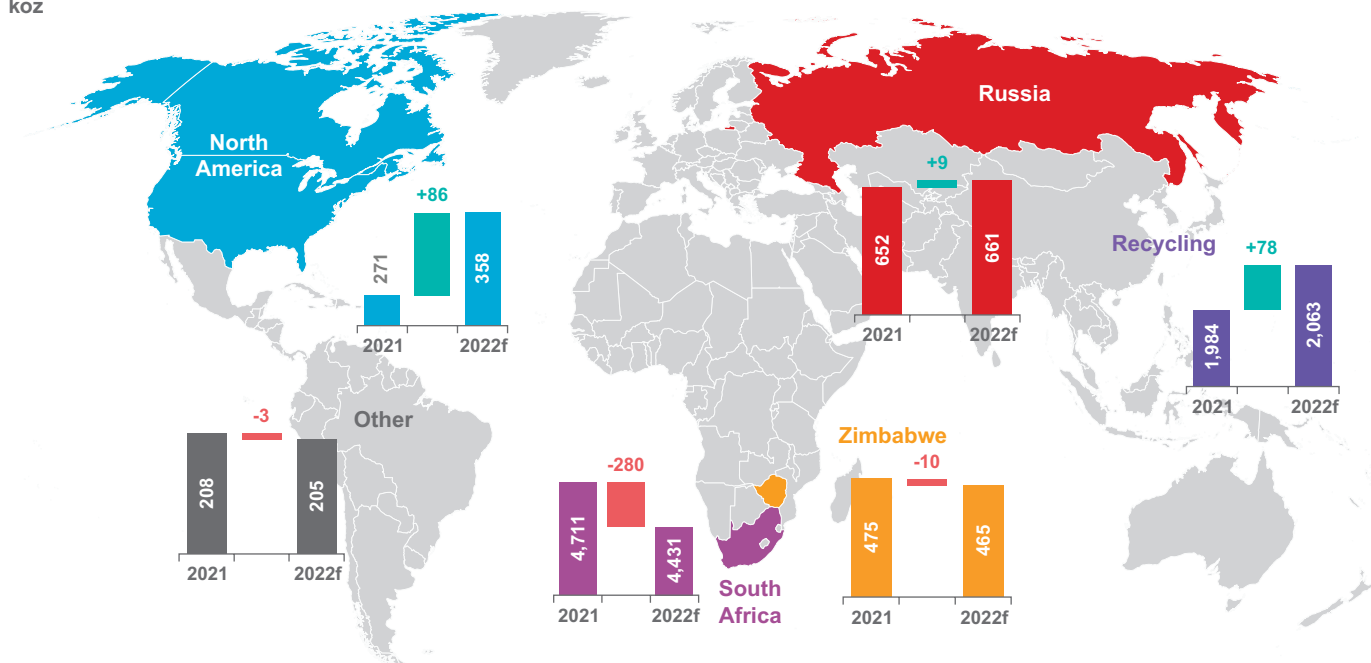 koz
North
America
+86
271
358
2021
2022f
Russia
+9
652
661
2021
2022f
Recycling
+78
1,984
2,063
2021
2022f
Other
-3
208
205
2021
2022f
-280
4,711
4,431
2021
2022f
South
Africa
Zimbabwe
-10
475
465
2021
2022f